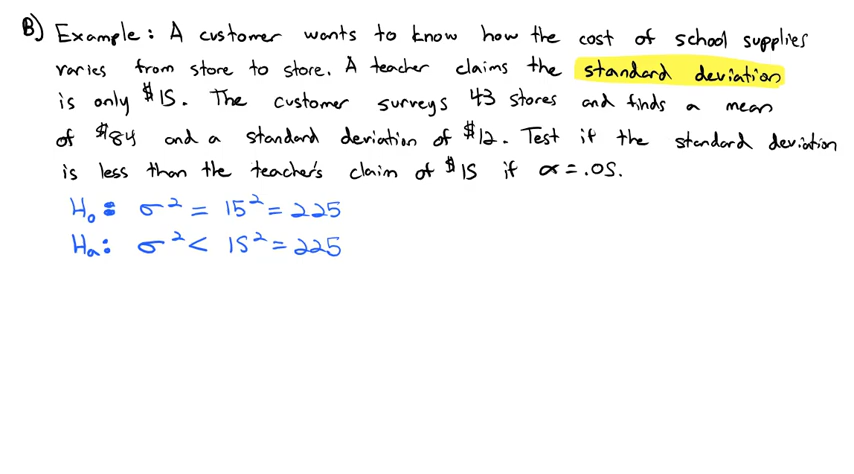 B) Example: A customer wants to know how the cost of school supplies
varies from store to store. A teacher claims the standard deviation
is only $15. The customer surveys 43 stores and finds a mean
of $84 and a standard deviation of $12. Test if the standard deviation
is less than the teacher's claim of $15 if α = .05.
H₀: σ² = 15² = 225
Hₐ: σ² < 15² = 225